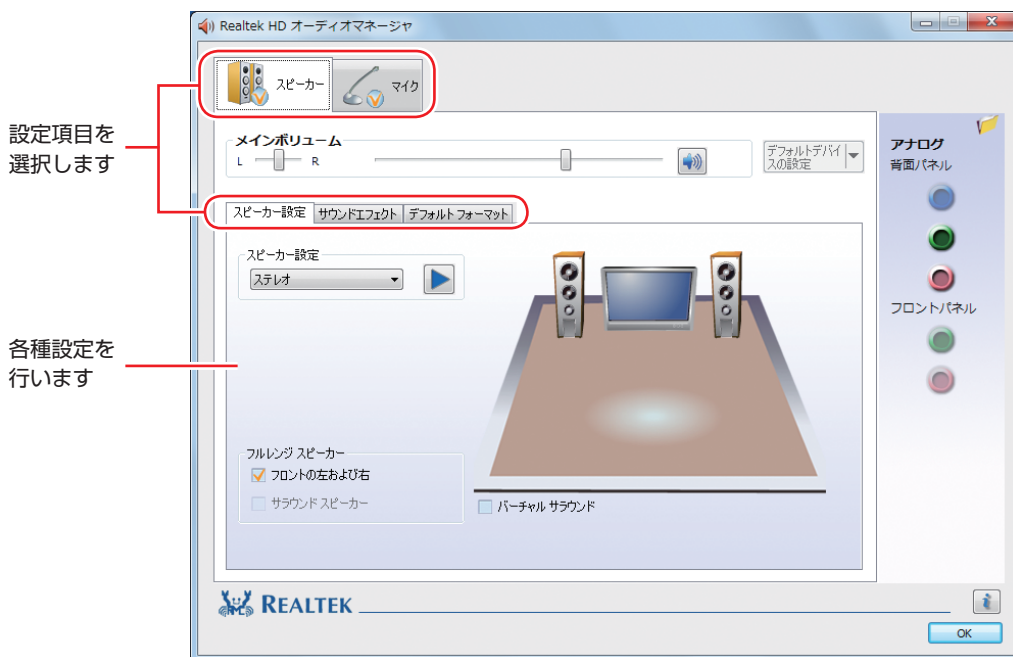 Realtek HD オーディオマネージャ
スピーカー
マイク
設定項目を
選択します
メインボリューム
L
R
デフォルトデバイ
スの設定
アナログ
背面パネル
スピーカー設定
サウンドエフェクト
デフォルト フォーマット
スピーカー設定
ステレオ
フロントパネル
各種設定を
行います
フルレンジ スピーカー
フロントの左および右
サラウンド スピーカー
バーチャル サラウンド
REALTEK
OK